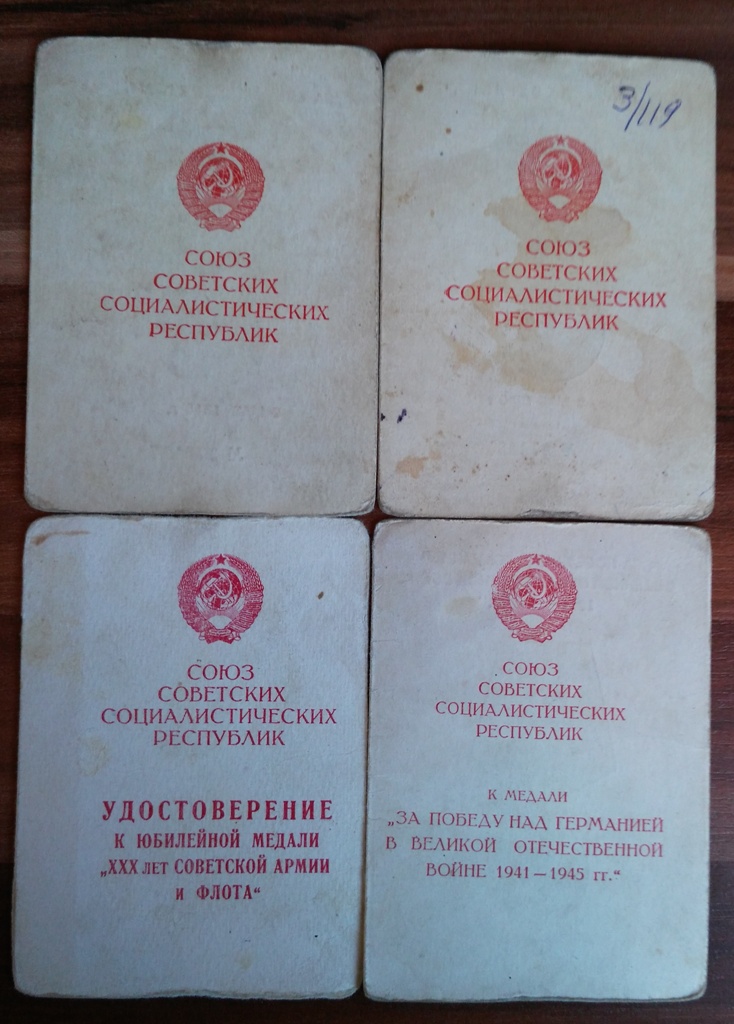 СОЮЗ
СОВЕТСКИХ
СОЦИАЛИСТИЧЕСКИХ
РЕСПУБЛИК
3/119
СОЮЗ
СОВЕТСКИХ
СОЦИАЛИСТИЧЕСКИХ
РЕСПУБЛИК
СОЮЗ
СОВЕТСКИХ
СОЦИАЛИСТИЧЕСКИХ
РЕСПУБЛИК
УДОСТОВЕРЕНИЕ
К ЮБИЛЕЙНОЙ МЕДАЛИ
„XXX ЛЕТ СОВЕТСКОЙ АРМИИ
И ФЛОТА“
СОЮЗ
СОВЕТСКИХ
СОЦИАЛИСТИЧЕСКИХ
РЕСПУБЛИК
К МЕДАЛИ
„ЗА ПОБЕДУ НАД ГЕРМАНИЕЙ
В ВЕЛИКОЙ ОТЕЧЕСТВЕННОЙ
ВОЙНЕ 1941 — 1945 гг.“